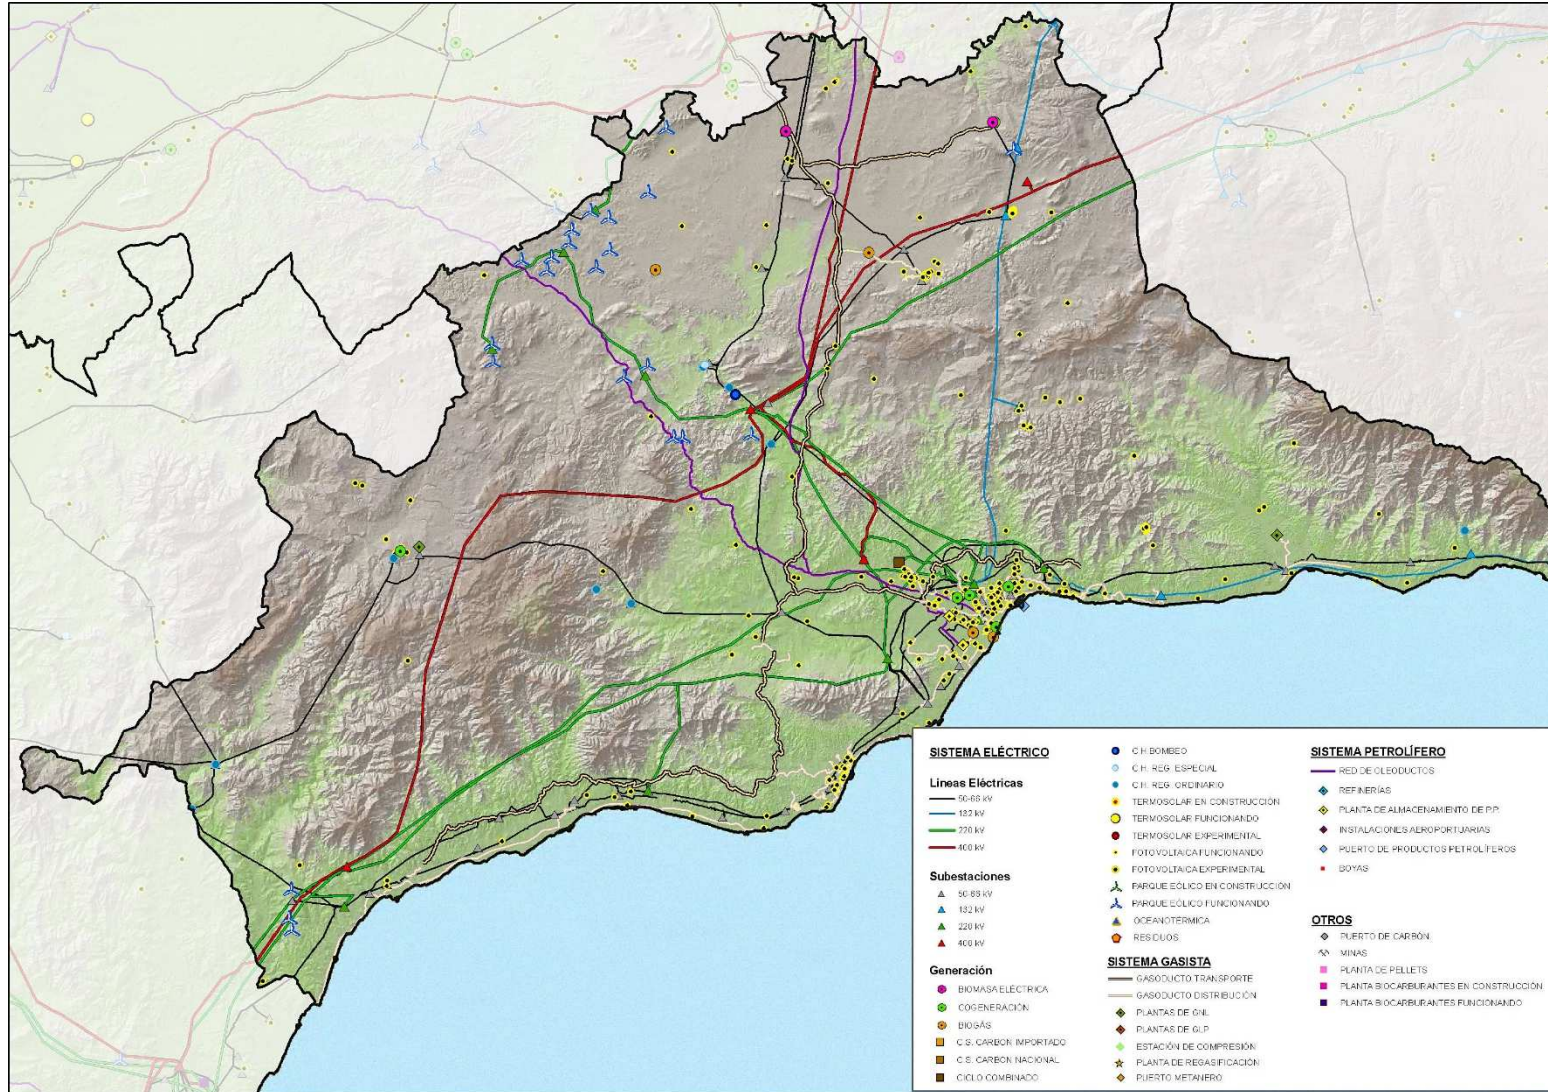 SISTEMA ELÉCTRICO
Líneas Eléctricas
50-66 kV
132 kV
220 kV
400 kV
Subestaciones
50-66 kV
132 kV
220 kV
400 kV
Generación
BIOMASA ELÉCTRICA
COGENERACIÓN
BIOGÁS
C.S. CARBON IMPORTADO
C.S. CARBON NACIONAL
CICLO COMBINADO
C.H. BOMBEO
C.H. REG. ESPECIAL
C.H. REG. ORDINARIO
TERMOSOLAR EN CONSTRUCCIÓN
TERMOSOLAR FUNCIONANDO
TERMOSOLAR EXPERIMENTAL
FOTOVOLTAICA FUNCIONANDO
FOTOVOLTAICA EXPERIMENTAL
PARQUE EÓLICO EN CONSTRUCCIÓN
PARQUE EÓLICO FUNCIONANDO
OCEANOTÉRMICA
RESIDUOS
SISTEMA GASISTA
GASODUCTO TRANSPORTE
GASODUCTO DISTRIBUCIÓN
PLANTAS DE GNL
PLANTAS DE GLP
ESTACIÓN DE COMPRESIÓN
PLANTA DE REGASIFICACIÓN
PUERTO METANERO
SISTEMA PETROLÍFERO
RED DE OLEODUCTOS
REFINERÍAS
PLANTA DE ALMACENAMIENTO DE P.P.
INSTALACIONES AEROPORTUARIAS
PUERTO DE PRODUCTOS PETROLÍFEROS
BOYAS
OTROS
PUERTO DE CARBÓN
MINAS
PLANTA DE PELLETS
PLANTA BIOCARBURANTES EN CONSTRUCCIÓN
PLANTA BIOCARBURANTES FUNCIONANDO